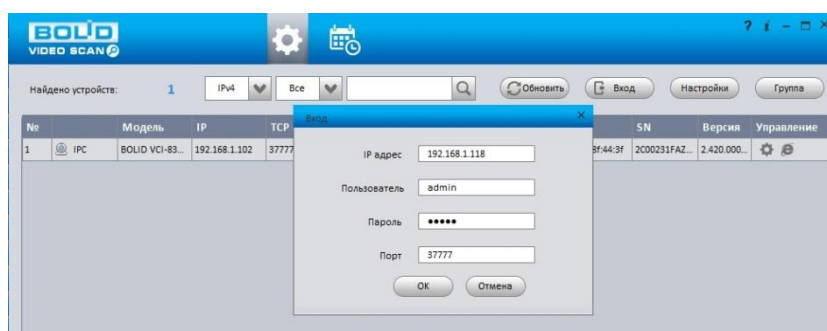 BOLID
VIDEO SCAN
? i
Найдено устройств: 1 IPv4 Все Обновить Вход Настройки Группа
№ Модель IP TCP SN Версия Управление
1 IPC BOLID VCI-83... 192.168.1.102 37777 3f:44:3f 2C00231FAZ... 2.420.000...
Вход
IP адрес 192.168.1.118
Пользователь admin
Пароль •••••
Порт 37777
OK Отмена